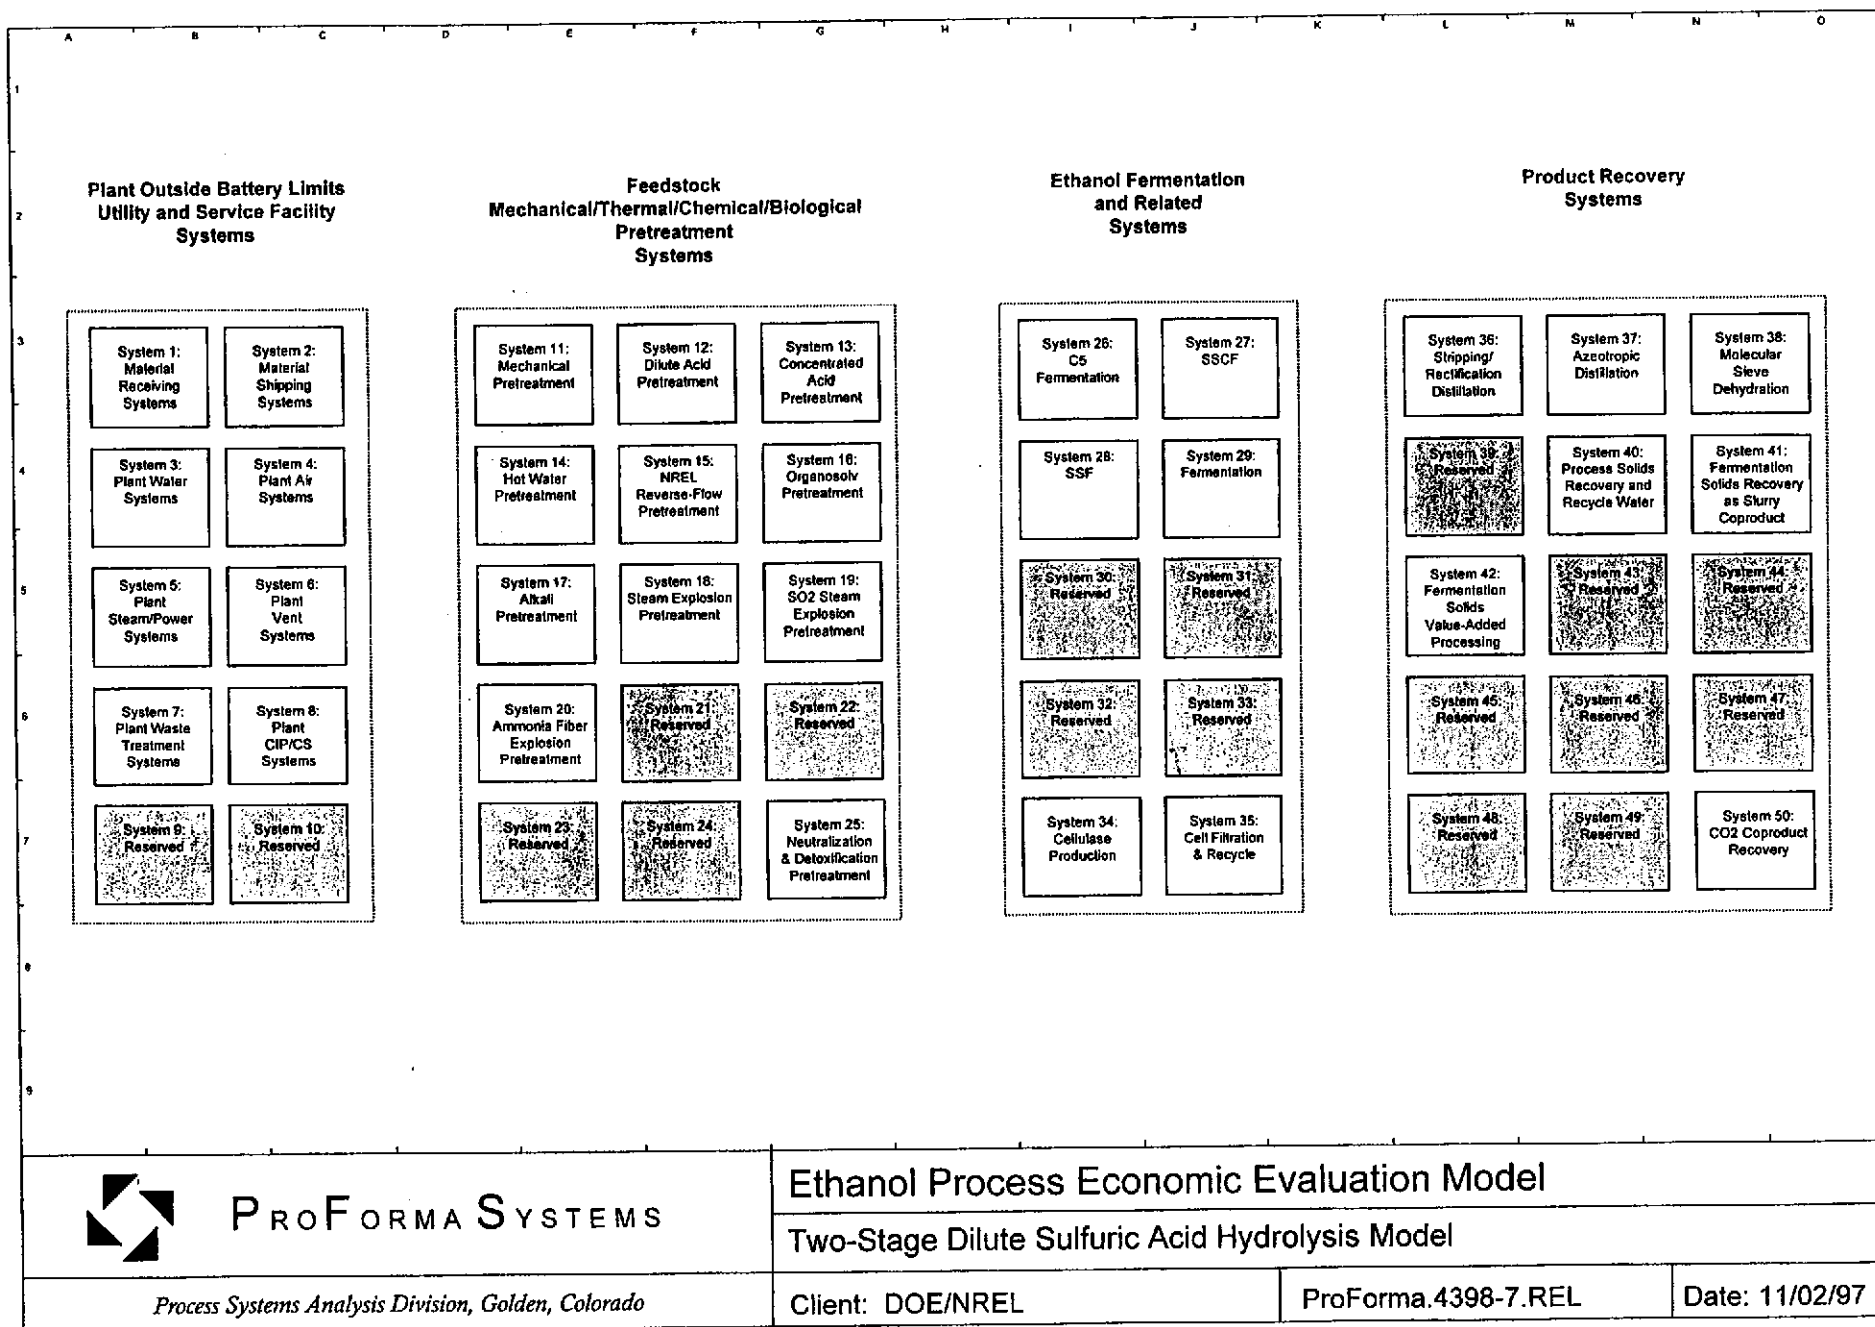 A B C D E F G H I J K L M N O
1
2
3
4
5
6
7
8
9
Plant Outside Battery Limits
Utility and Service Facility
Systems
Feedstock
Mechanical/Thermal/Chemical/Biological
Pretreatment
Systems
Ethanol Fermentation
and Related
Systems
Product Recovery
Systems
System 1:
Material
Receiving
Systems
System 2:
Material
Shipping
Systems
System 3:
Plant Water
Systems
System 4:
Plant Air
Systems
System 5:
Plant
Steam/Power
Systems
System 6:
Plant
Vent
Systems
System 7:
Plant Waste
Treatment
Systems
System 8:
Plant
CIP/CS
Systems
System 9:
Reserved
System 10:
Reserved
System 11:
Mechanical
Pretreatment
System 12:
Dilute Acid
Pretreatment
System 13:
Concentrated
Acid
Pretreatment
System 14:
Hot Water
Pretreatment
System 15:
NREL
Reverse-Flow
Pretreatment
System 16:
Organosolv
Pretreatment
System 17:
Alkali
Pretreatment
System 18:
Steam Explosion
Pretreatment
System 19:
SO2 Steam
Explosion
Pretreatment
System 20:
Ammonia Fiber
Explosion
Pretreatment
System 21:
Reserved
System 22:
Reserved
System 23:
Reserved
System 24:
Reserved
System 25:
Neutralization
& Detoxification
Pretreatment
System 26:
C5
Fermentation
System 27:
SSCF
System 28:
SSF
System 29:
Fermentation
System 30:
Reserved
System 31:
Reserved
System 32:
Reserved
System 33:
Reserved
System 34:
Cellulase
Production
System 35:
Cell Filtration
& Recycle
System 36:
Stripping/
Rectification
Distillation
System 37:
Azeotropic
Distillation
System 38:
Molecular
Sieve
Dehydration
System 39:
Reserved
System 40:
Process Solids
Recovery and
Recycle Water
System 41:
Fermentation
Solids Recovery
as Slurry
Coproduct
System 42:
Fermentation
Solids
Value-Added
Processing
System 43:
Reserved
System 44:
Reserved
System 45:
Reserved
System 46:
Reserved
System 47:
Reserved
System 48:
Reserved
System 49:
Reserved
System 50:
CO2 Coproduct
Recovery
PROFORMA SYSTEMS
Process Systems Analysis Division, Golden, Colorado
Ethanol Process Economic Evaluation Model
Two-Stage Dilute Sulfuric Acid Hydrolysis Model
Client: DOE/NREL
ProForma.4398-7.REL
Date: 11/02/97